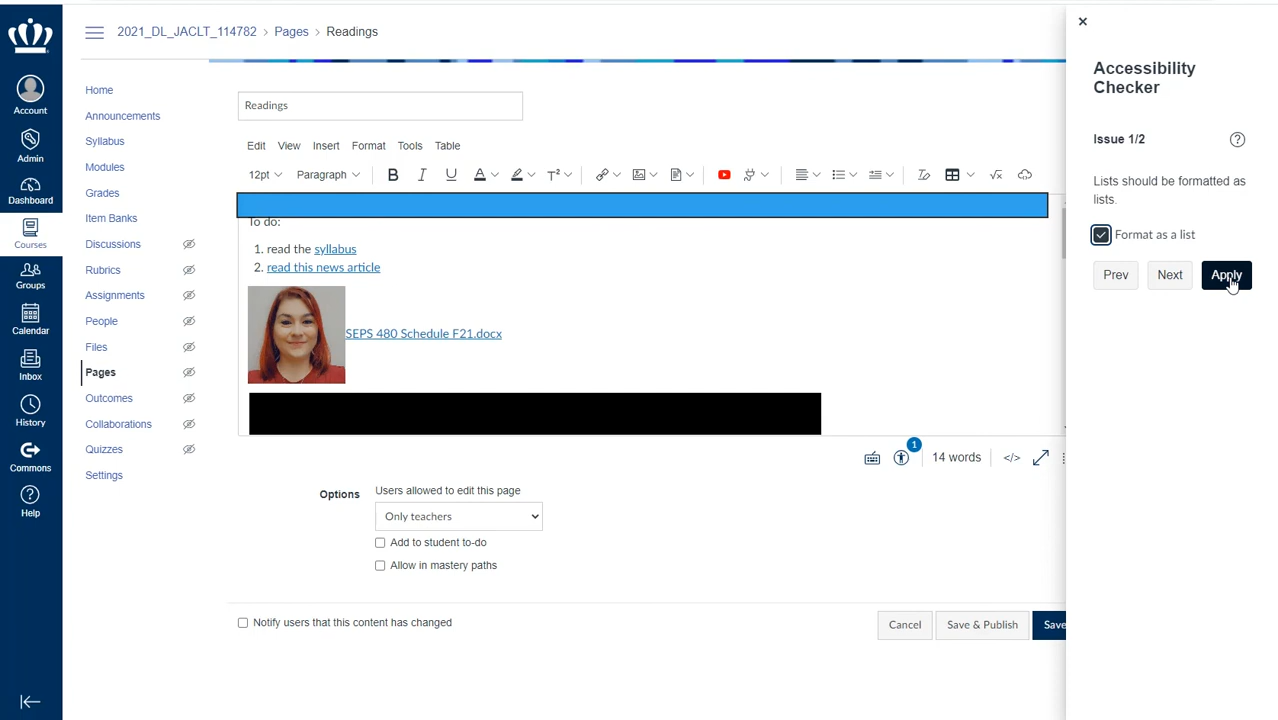 2021_DL_JACLT_114782 > Pages > Readings
Account
Admin
Dashboard
Courses
Groups
Calendar
Inbox
History
Commons
Help
Home
Announcements
Syllabus
Modules
Grades
Item Banks
Discussions
Rubrics
Assignments
People
Files
Pages
Outcomes
Collaborations
Quizzes
Settings
Readings
Edit View Insert Format Tools Table
12pt Paragraph B I U A T²
To do:
1. read the syllabus
2. read this news article
SEPS 480 Schedule F21.docx
1
14 words </>
Options
Users allowed to edit this page
Only teachers
Add to student to-do
Allow in mastery paths
Notify users that this content has changed
Cancel Save & Publish Save
Accessibility
Checker
Issue 1/2
Lists should be formatted as
lists.
Format as a list
Prev Next Apply